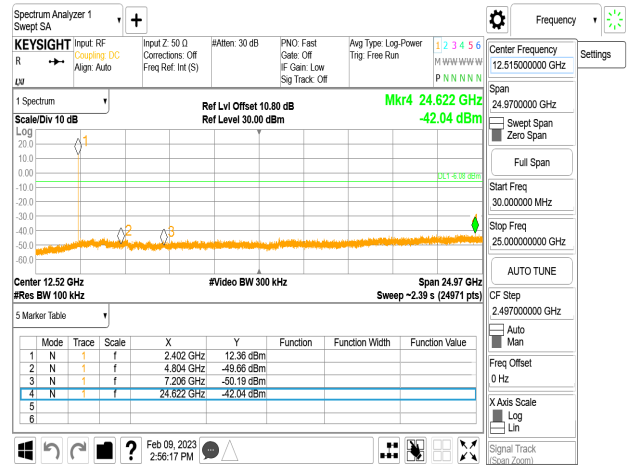 Spectrum Analyzer 1
Swept SA
Frequency
KEYSIGHT
R
LXI
Input: RF
Coupling: DC
Align: Auto
Input Z: 50 Ω
Corrections: Off
Freq Ref: Int (S)
#Atten: 30 dB
PNO: Fast
Gate: Off
IF Gain: Low
Sig Track: Off
Avg Type: Log-Power
Trig: Free Run
1 2 3 4 5 6
M W W W W W
P N N N N N
1 Spectrum
Scale/Div 10 dB
Ref Lvl Offset 10.80 dB
Ref Level 30.00 dBm
Mkr4 24.622 GHz
-42.04 dBm
Log
20.0
10.0
0.00
-10.0
-20.0
-30.0
-40.0
-50.0
-60.0
1
2
3
DL1 -8.08 dBm
Center 12.52 GHz
#Res BW 100 kHz
#Video BW 300 kHz
Span 24.97 GHz
Sweep ~2.39 s (24971 pts)
5 Marker Table
Mode Trace Scale X Y Function Function Width Function Value
1 N 1 f 2.402 GHz 12.36 dBm
2 N 1 f 4.804 GHz -49.66 dBm
3 N 1 f 7.206 GHz -50.19 dBm
4 N 1 f 24.622 GHz -42.04 dBm
5
6
Feb 09, 2023
2:56:17 PM
Center Frequency
12.515000000 GHz
Settings
Span
24.9700000 GHz
Swept Span
Zero Span
Full Span
Start Freq
30.000000 MHz
Stop Freq
25.000000000 GHz
AUTO TUNE
CF Step
2.497000000 GHz
Auto
Man
Freq Offset
0 Hz
X Axis Scale
Log
Lin
Signal Track
(Span Zoom)